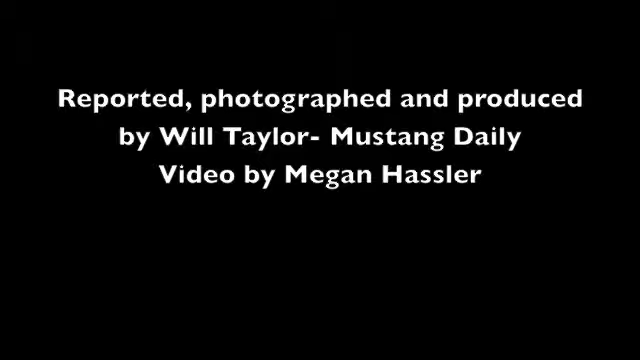 Reported, photographed and produced
by Will Taylor- Mustang Daily
Video by Megan Hassler